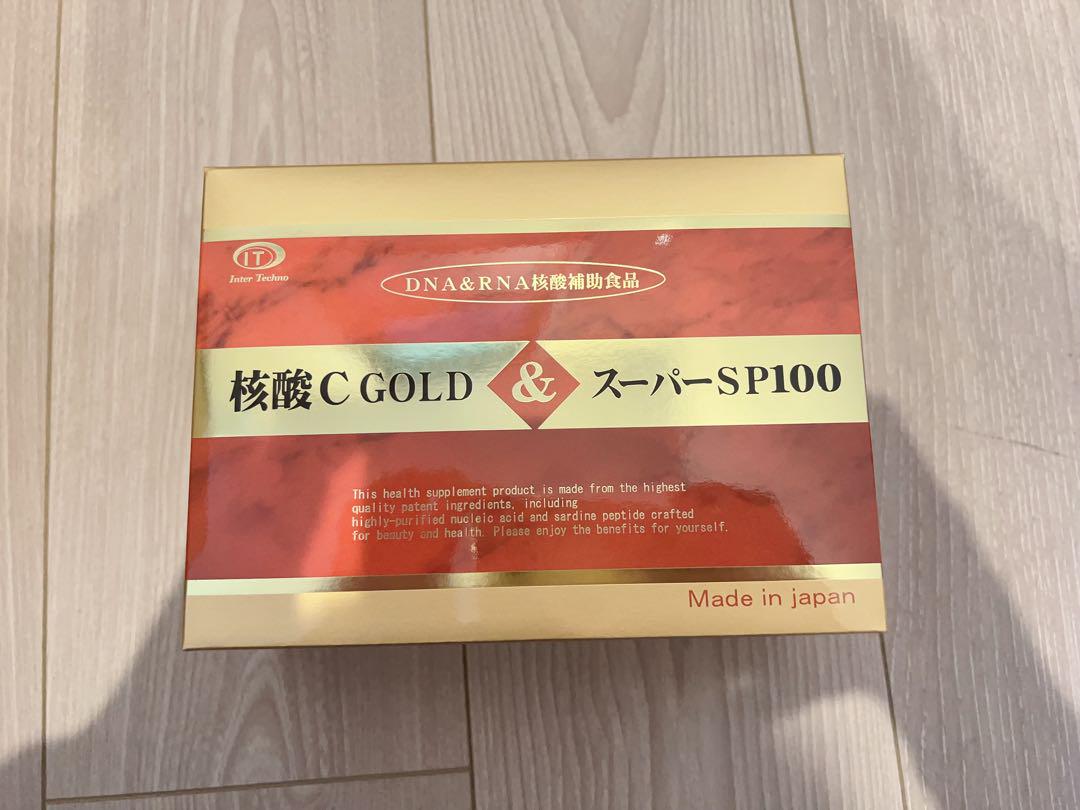 IT
Inter Techno
DNA&RNA核酸補助食品
核酸C GOLD & スーパーSP100
This health supplement product is made from the highest
quality patent ingredients, including
highly-purified nucleic acid and sardine peptide crafted
for beauty and health. Please enjoy the benefits for yourself.
Made in japan